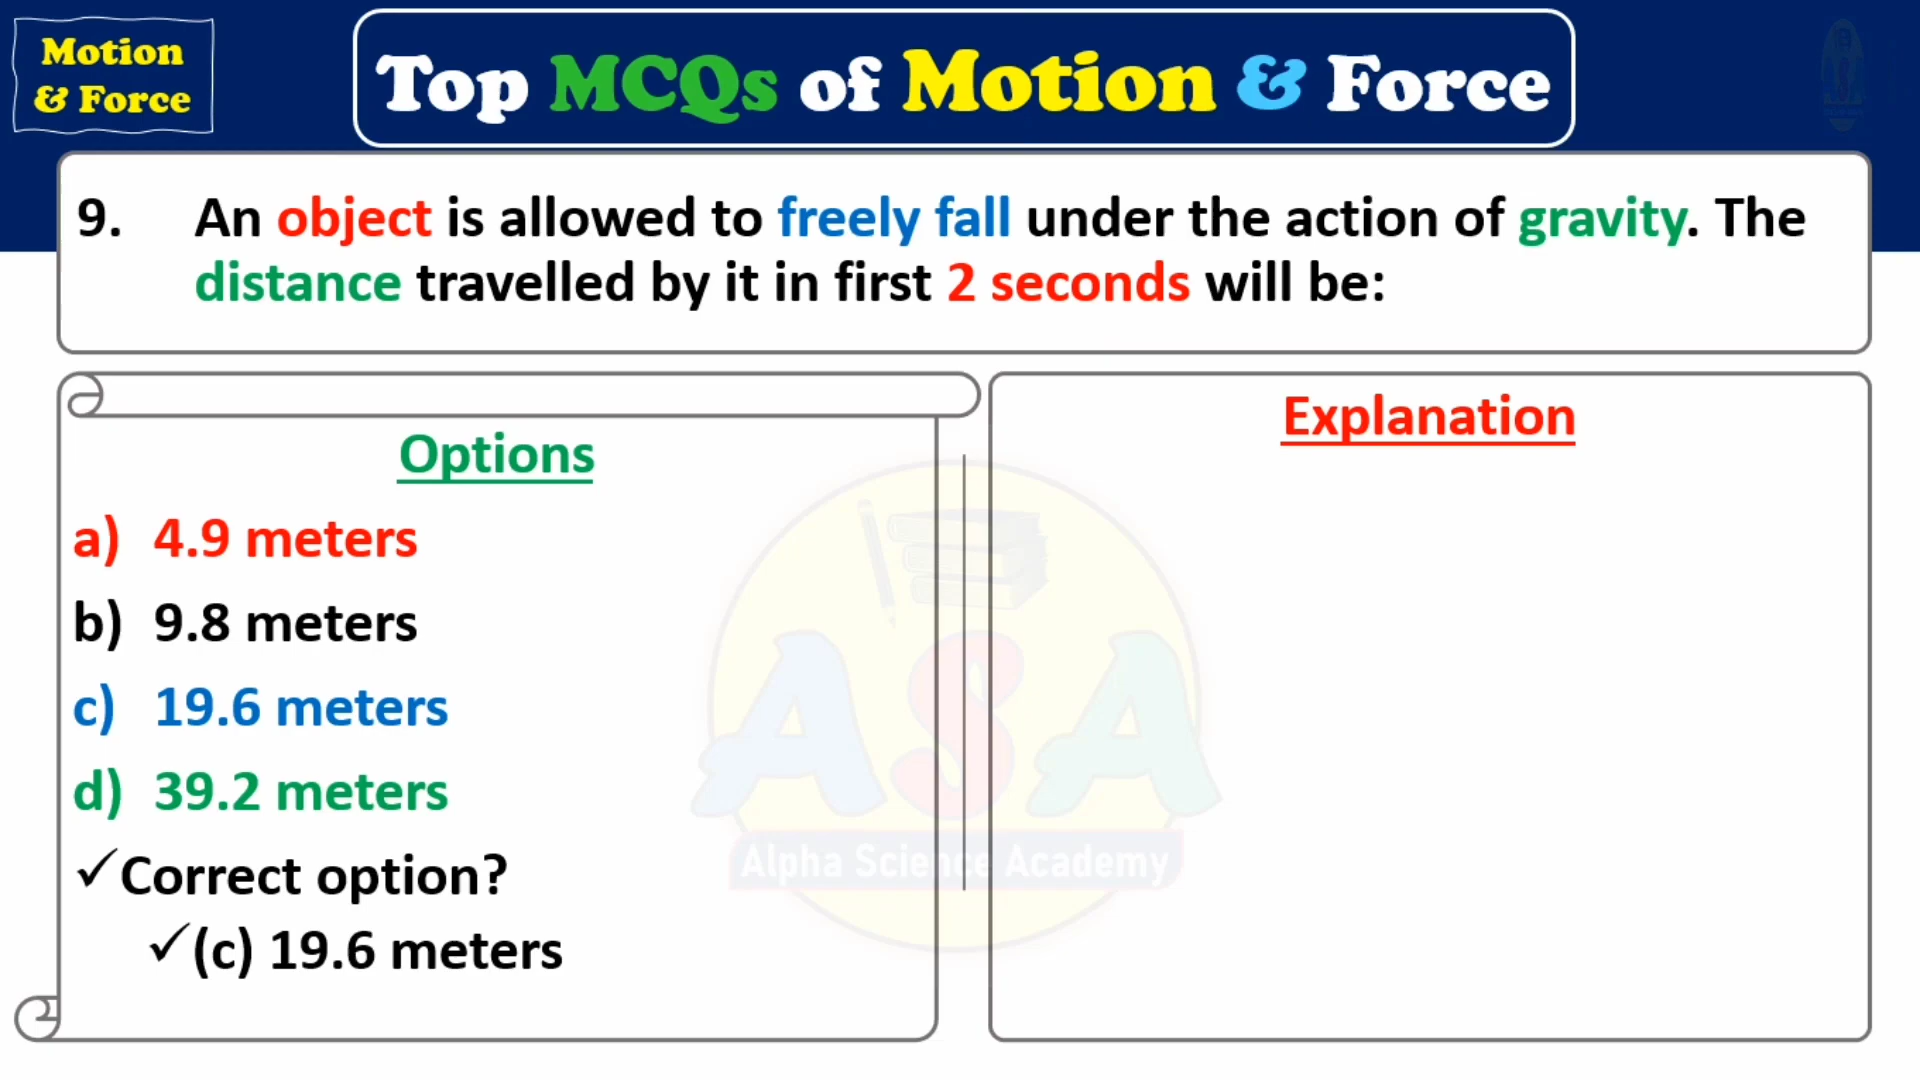 Motion
& Force
Top MCQs of Motion & Force
9. An object is allowed to freely fall under the action of gravity. The
distance travelled by it in first 2 seconds will be:
Options
a) 4.9 meters
b) 9.8 meters
c) 19.6 meters
d) 39.2 meters
✓Correct option?
✓(c) 19.6 meters
Explanation
ASA
Alpha Science Academy